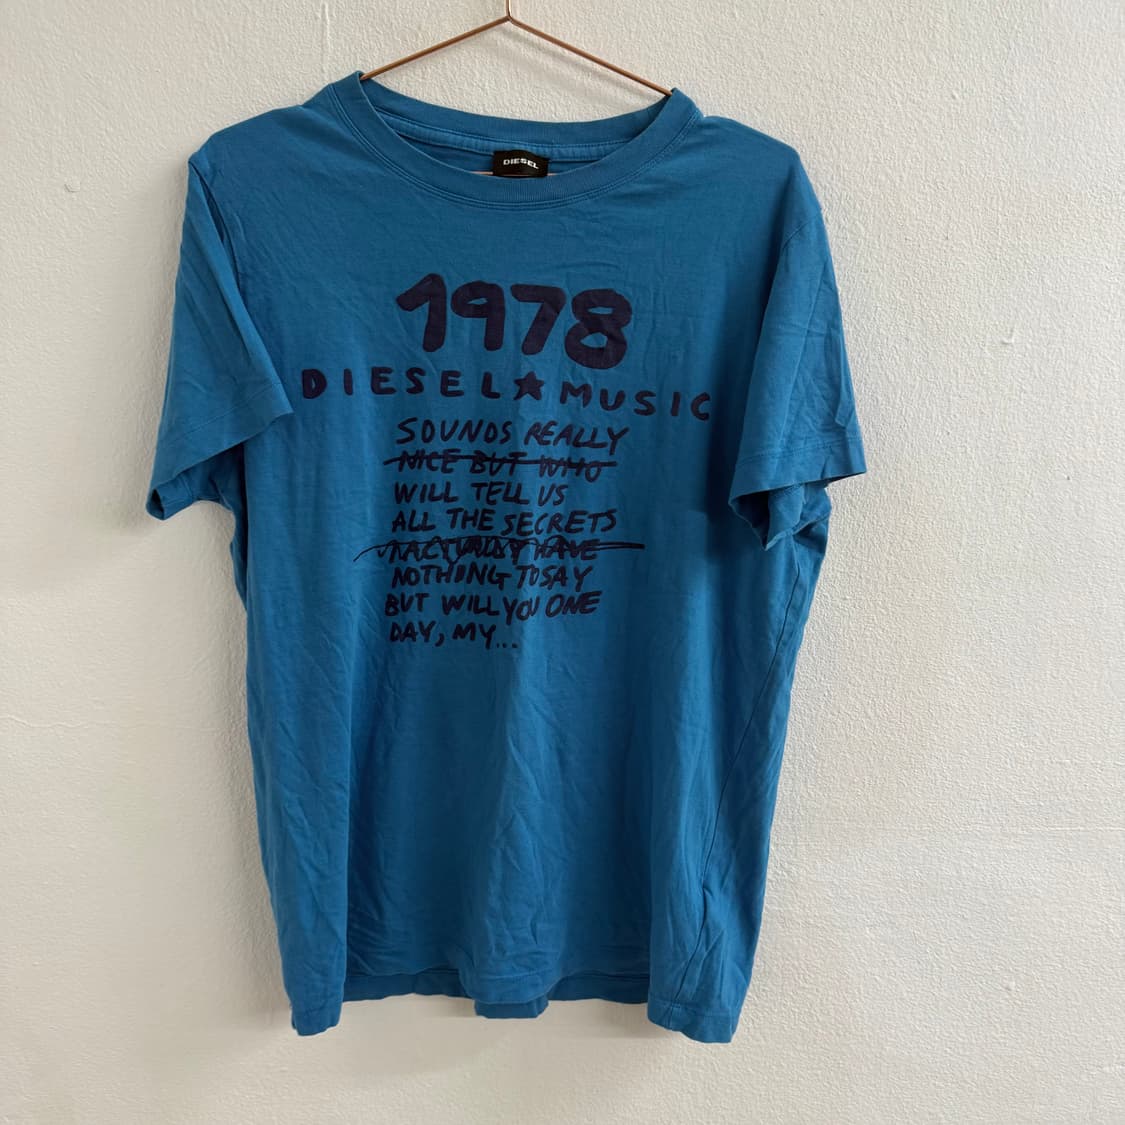 DIESEL
1978
DIESEL★MUSIC
SOUNDS REALLY
NICE BUT WHO
WILL TELL US
ALL THE SECRETS
HAVE
NOTHING TO SAY
BUT WILL YOU ONE
DAY, MY...